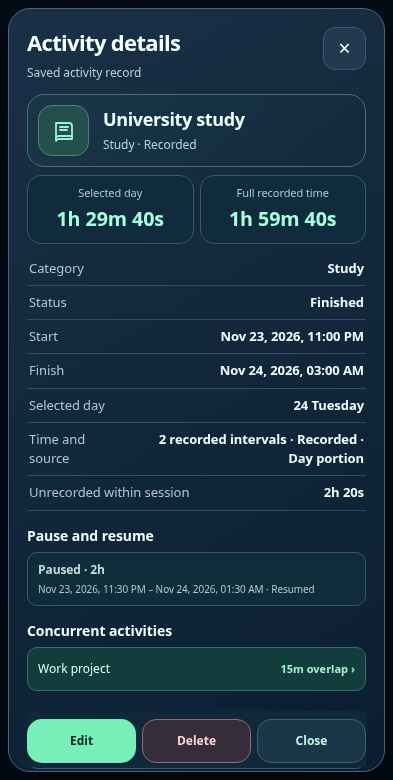 Activity details
×
Saved activity record
University study
Study · Recorded
Selected day
1h 29m 40s
Full recorded time
1h 59m 40s
Category Study
Status Finished
Start Nov 23, 2026, 11:00 PM
Finish Nov 24, 2026, 03:00 AM
Selected day 24 Tuesday
Time and source 2 recorded intervals · Recorded · Day portion
Unrecorded within session 2h 20s
Pause and resume
Paused · 2h
Nov 23, 2026, 11:30 PM – Nov 24, 2026, 01:30 AM · Resumed
Concurrent activities
Work project 15m overlap ›
Edit Delete Close